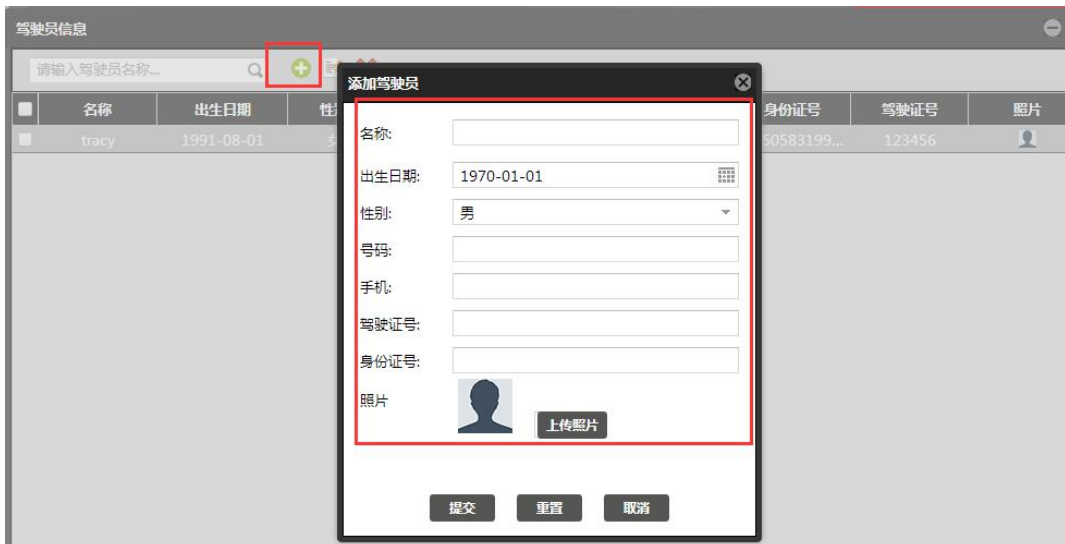 驾驶员信息
请输入驾驶员名称...
添加驾驶员
名称 出生日期 性 身份证号 驾驶证号 照片
tracy 1991-08-01 50583199... 123456
名称:
出生日期: 1970-01-01
性别: 男
号码:
手机:
驾驶证号:
身份证号:
照片
上传照片
提交 重置 取消